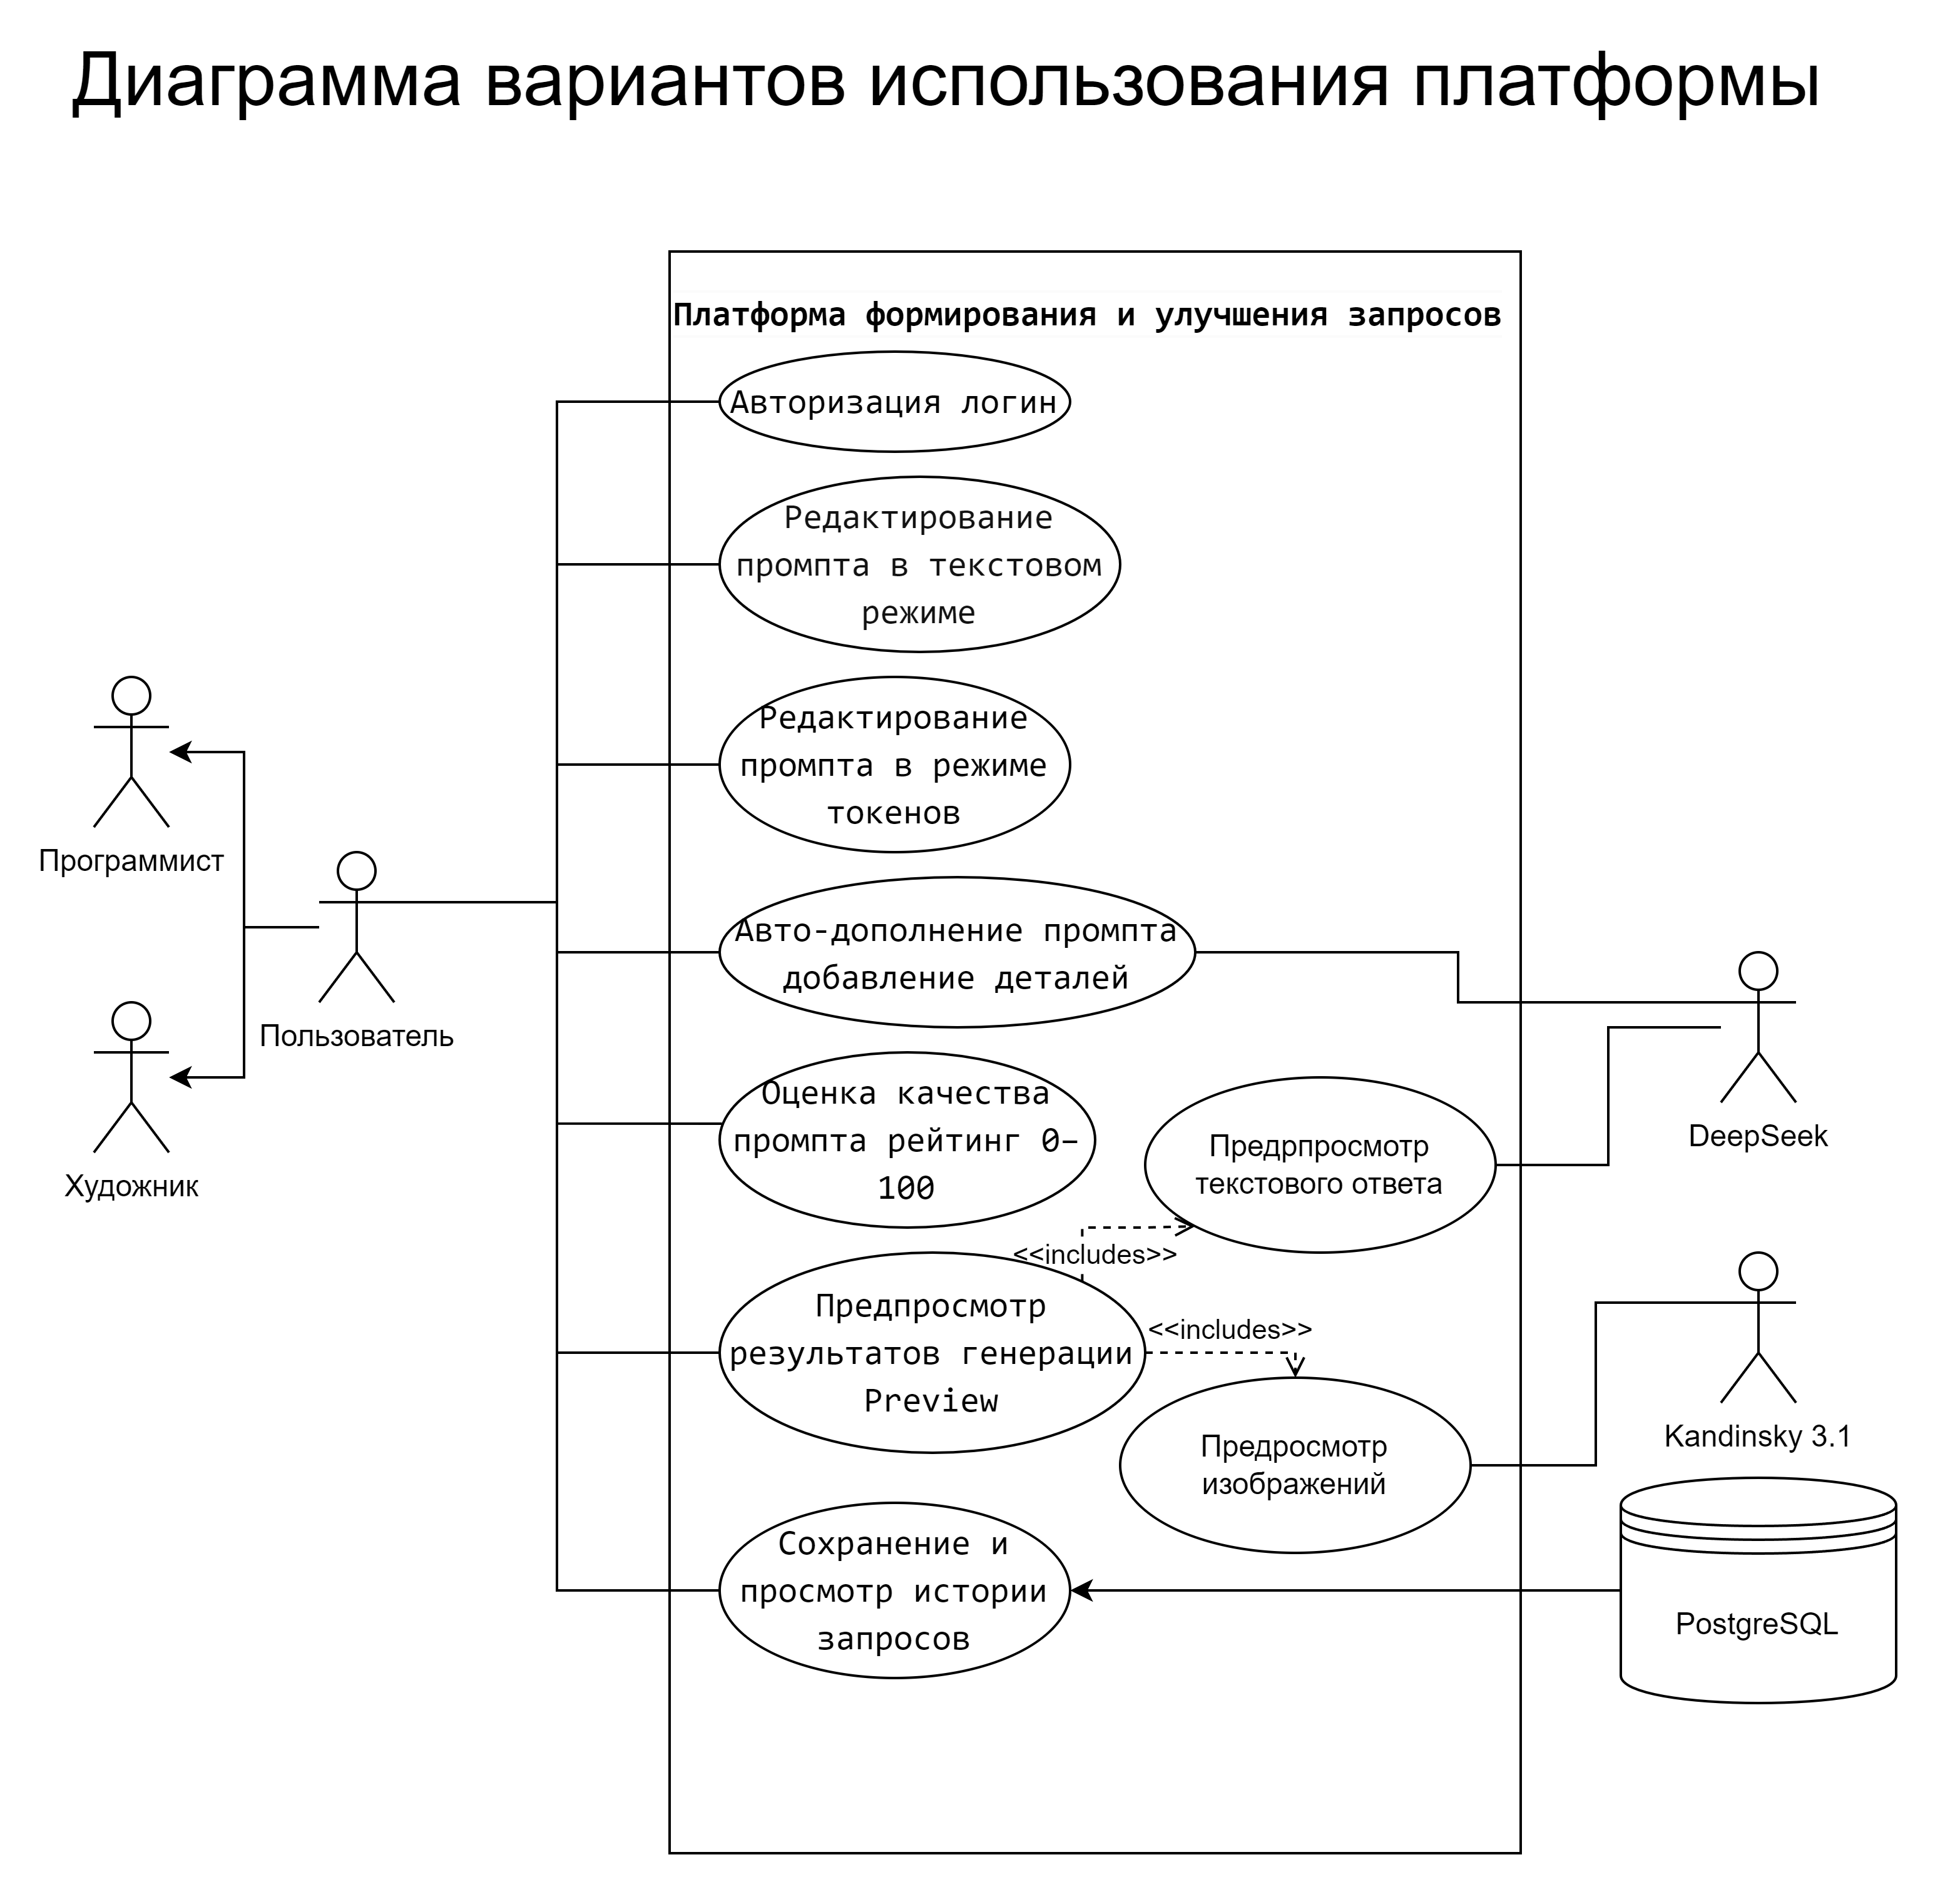 Диаграмма вариантов использования платформы
Платформа формирования и улучшения запросов
Авторизация логин
Редактирование
промпта в текстовом
режиме
Редактирование
промпта в режиме
токенов
Программист
Пользователь
Авто-дополнение промпта
добавление деталей
Художник
Оценка качества
промпта рейтинг 0–
100
Предрпросмотр
текстового ответа
DeepSeek
<<includes>>
Предпросмотр
результатов генерации
Preview
<<includes>>
Предросмотр
изображений
Kandinsky 3.1
Сохранение и
просмотр истории
запросов
PostgreSQL